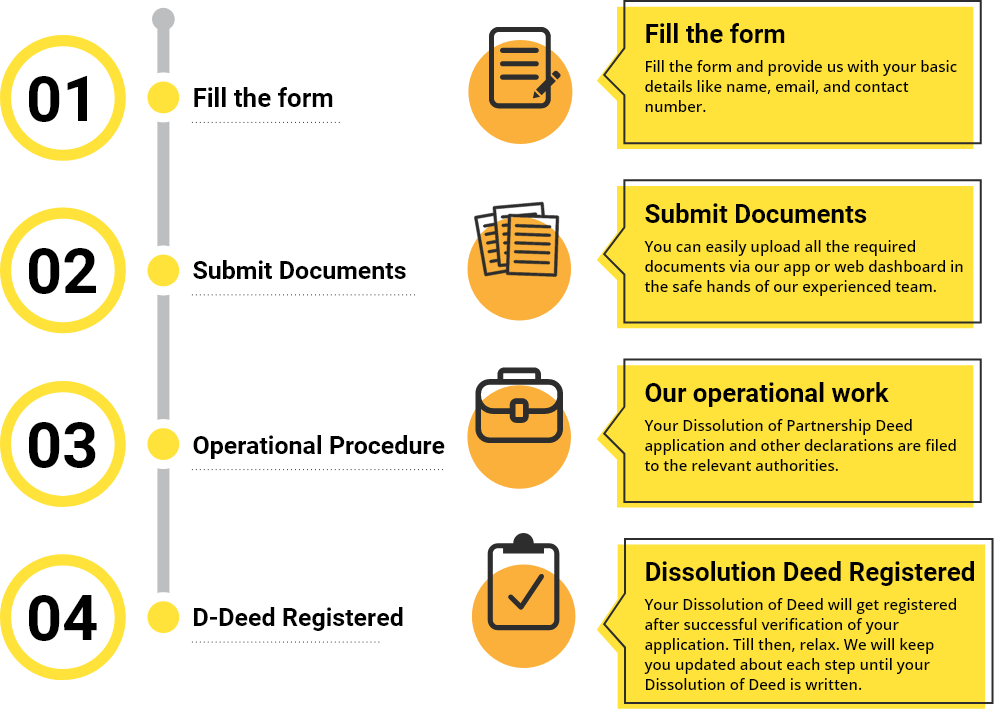 01
Fill the form
Fill the form
Fill the form and provide us with your basic
details like name, email, and contact
number.
02
Submit Documents
Submit Documents
You can easily upload all the required
documents via our app or web dashboard in
the safe hands of our experienced team.
03
Operational Procedure
Our operational work
Your Dissolution of Partnership Deed
application and other declarations are filed
to the relevant authorities.
04
D-Deed Registered
Dissolution Deed Registered
Your Dissolution of Deed will get registered
after successful verification of your
application. Till then, relax. We will keep
you updated about each step until your
Dissolution of Deed is written.